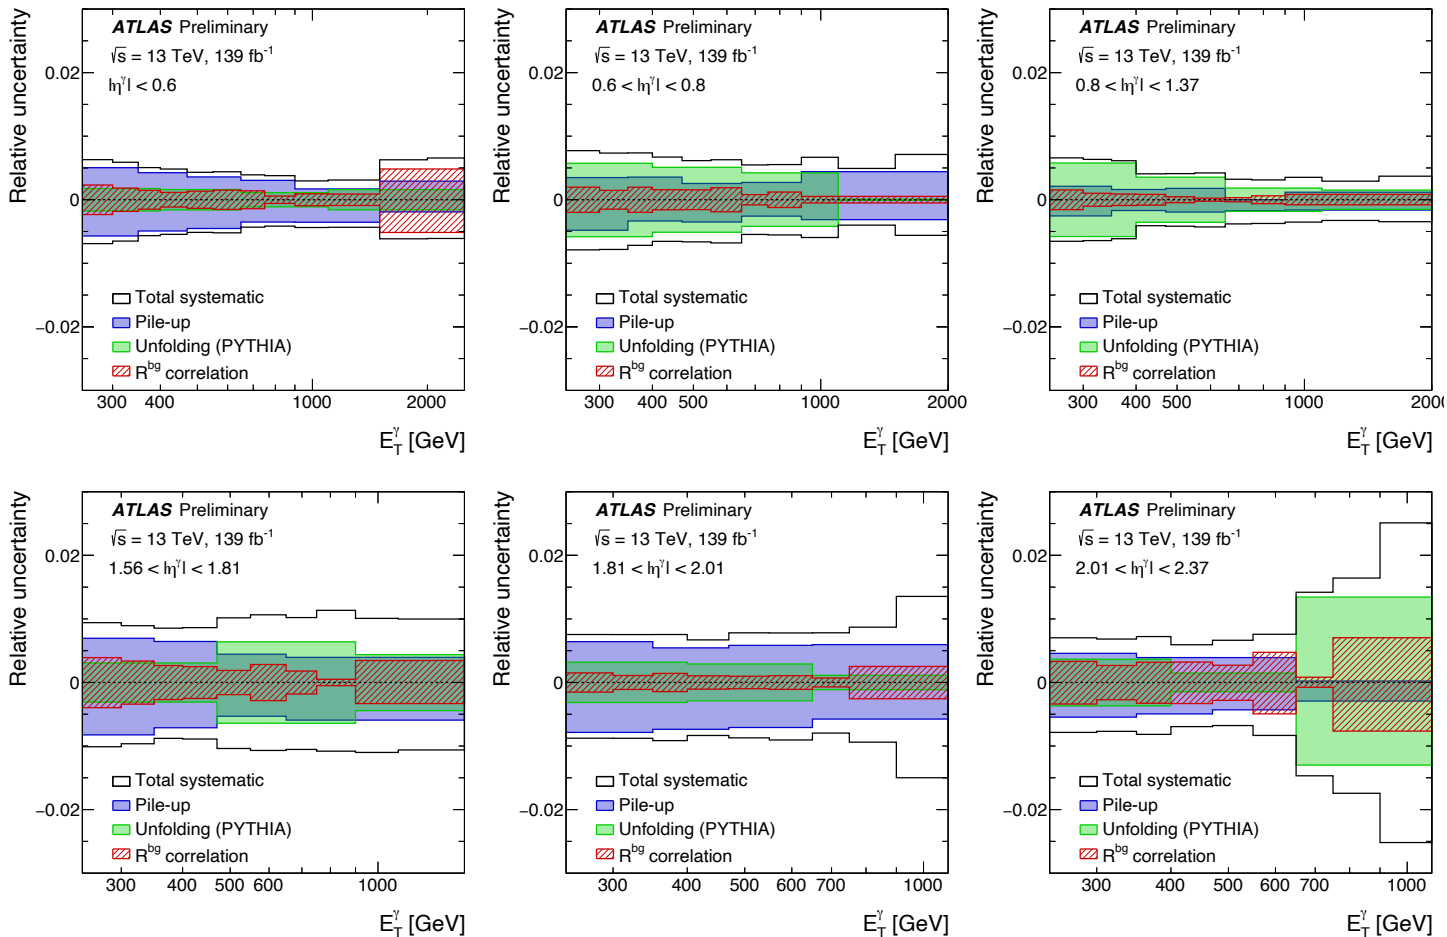 Relative uncertainty
ATLAS Preliminary
√s = 13 TeV, 139 fb⁻¹
|η^γ| < 0.6
0.02
0
−0.02
Total systematic
Pile-up
Unfolding (PYTHIA)
R^bg correlation
300 400 1000 2000
E_T^γ [GeV]
Relative uncertainty
ATLAS Preliminary
√s = 13 TeV, 139 fb⁻¹
0.6 < |η^γ| < 0.8
0.02
0
−0.02
Total systematic
Pile-up
Unfolding (PYTHIA)
R^bg correlation
300 400 500 1000 2000
E_T^γ [GeV]
Relative uncertainty
ATLAS Preliminary
√s = 13 TeV, 139 fb⁻¹
0.8 < |η^γ| < 1.37
0.02
0
−0.02
Total systematic
Pile-up
Unfolding (PYTHIA)
R^bg correlation
300 400 500 1000 2000
E_T^γ [GeV]
Relative uncertainty
ATLAS Preliminary
√s = 13 TeV, 139 fb⁻¹
1.56 < |η^γ| < 1.81
0.02
0
−0.02
Total systematic
Pile-up
Unfolding (PYTHIA)
R^bg correlation
300 400 500 600 1000
E_T^γ [GeV]
Relative uncertainty
ATLAS Preliminary
√s = 13 TeV, 139 fb⁻¹
1.81 < |η^γ| < 2.01
0.02
0
−0.02
Total systematic
Pile-up
Unfolding (PYTHIA)
R^bg correlation
300 400 500 600 700 1000
E_T^γ [GeV]
Relative uncertainty
ATLAS Preliminary
√s = 13 TeV, 139 fb⁻¹
2.01 < |η^γ| < 2.37
0.02
0
−0.02
Total systematic
Pile-up
Unfolding (PYTHIA)
R^bg correlation
300 400 500 600 700 1000
E_T^γ [GeV]